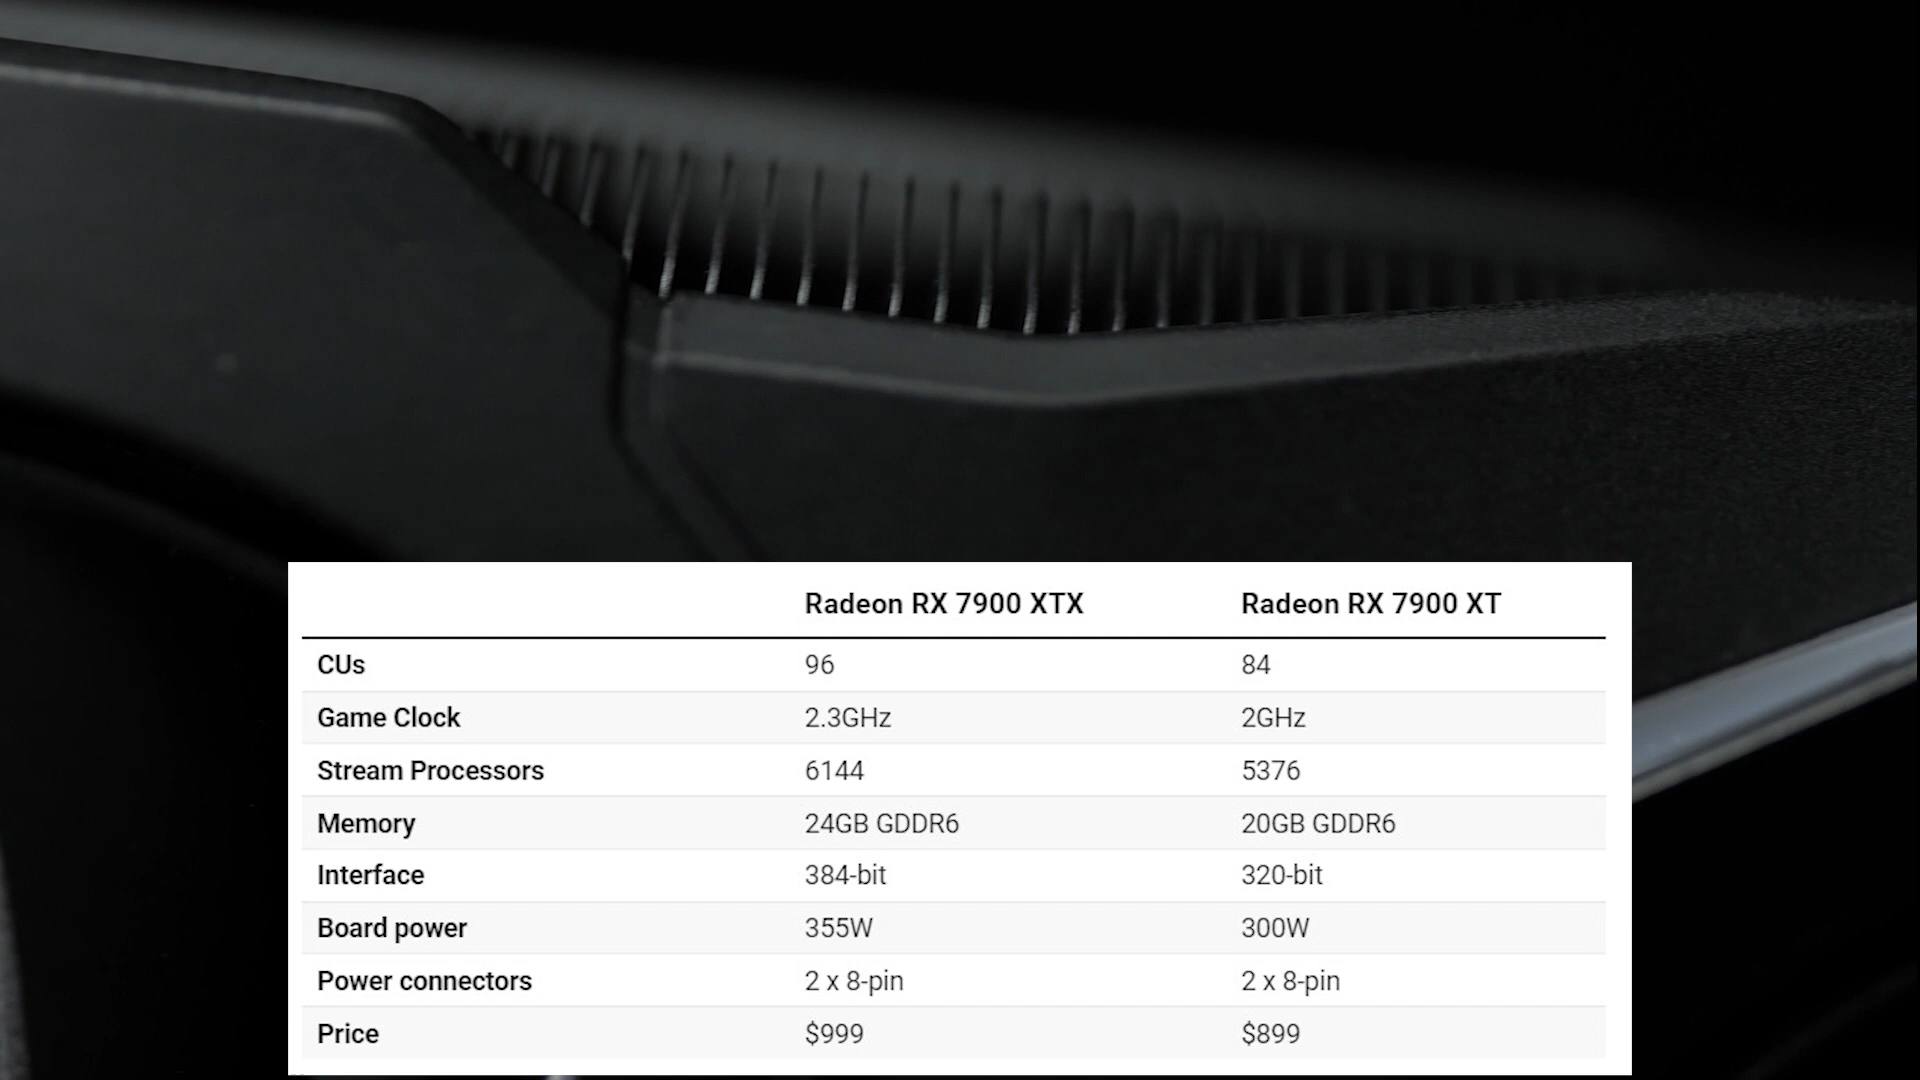 Radeon RX 7900 XTX Radeon RX 7900 XT
CUs 96 84
Game Clock 2.3GHz 2GHz
Stream Processors 6144 5376
Memory 24GB GDDR6 20GB GDDR6
Interface 384-bit 320-bit
Board power 355W 300W
Power connectors 2 x 8-pin 2 x 8-pin
Price $999 $899